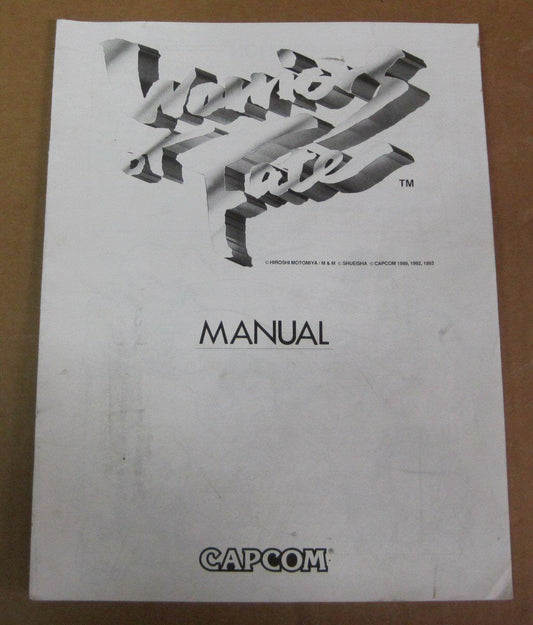 Warriors
of Fate
TM
© HIROSHI MOTOMIYA / M & M © SHUEISHA © CAPCOM 1989, 1992, 1993
MANUAL
CAPCOM®